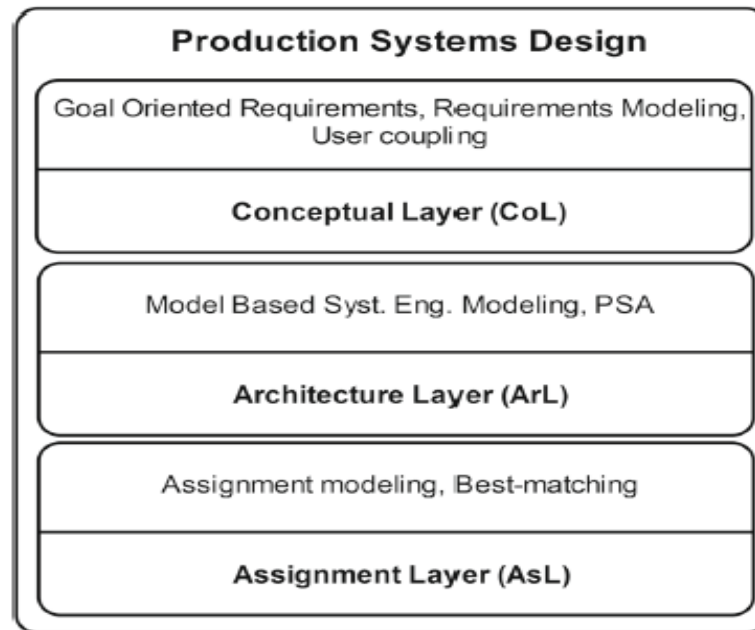 Production Systems Design
Goal Oriented Requirements, Requirements Modeling,
User coupling
Conceptual Layer (CoL)
Model Based Syst. Eng. Modeling, PSA
Architecture Layer (ArL)
Assignment modeling, Best-matching
Assignment Layer (AsL)